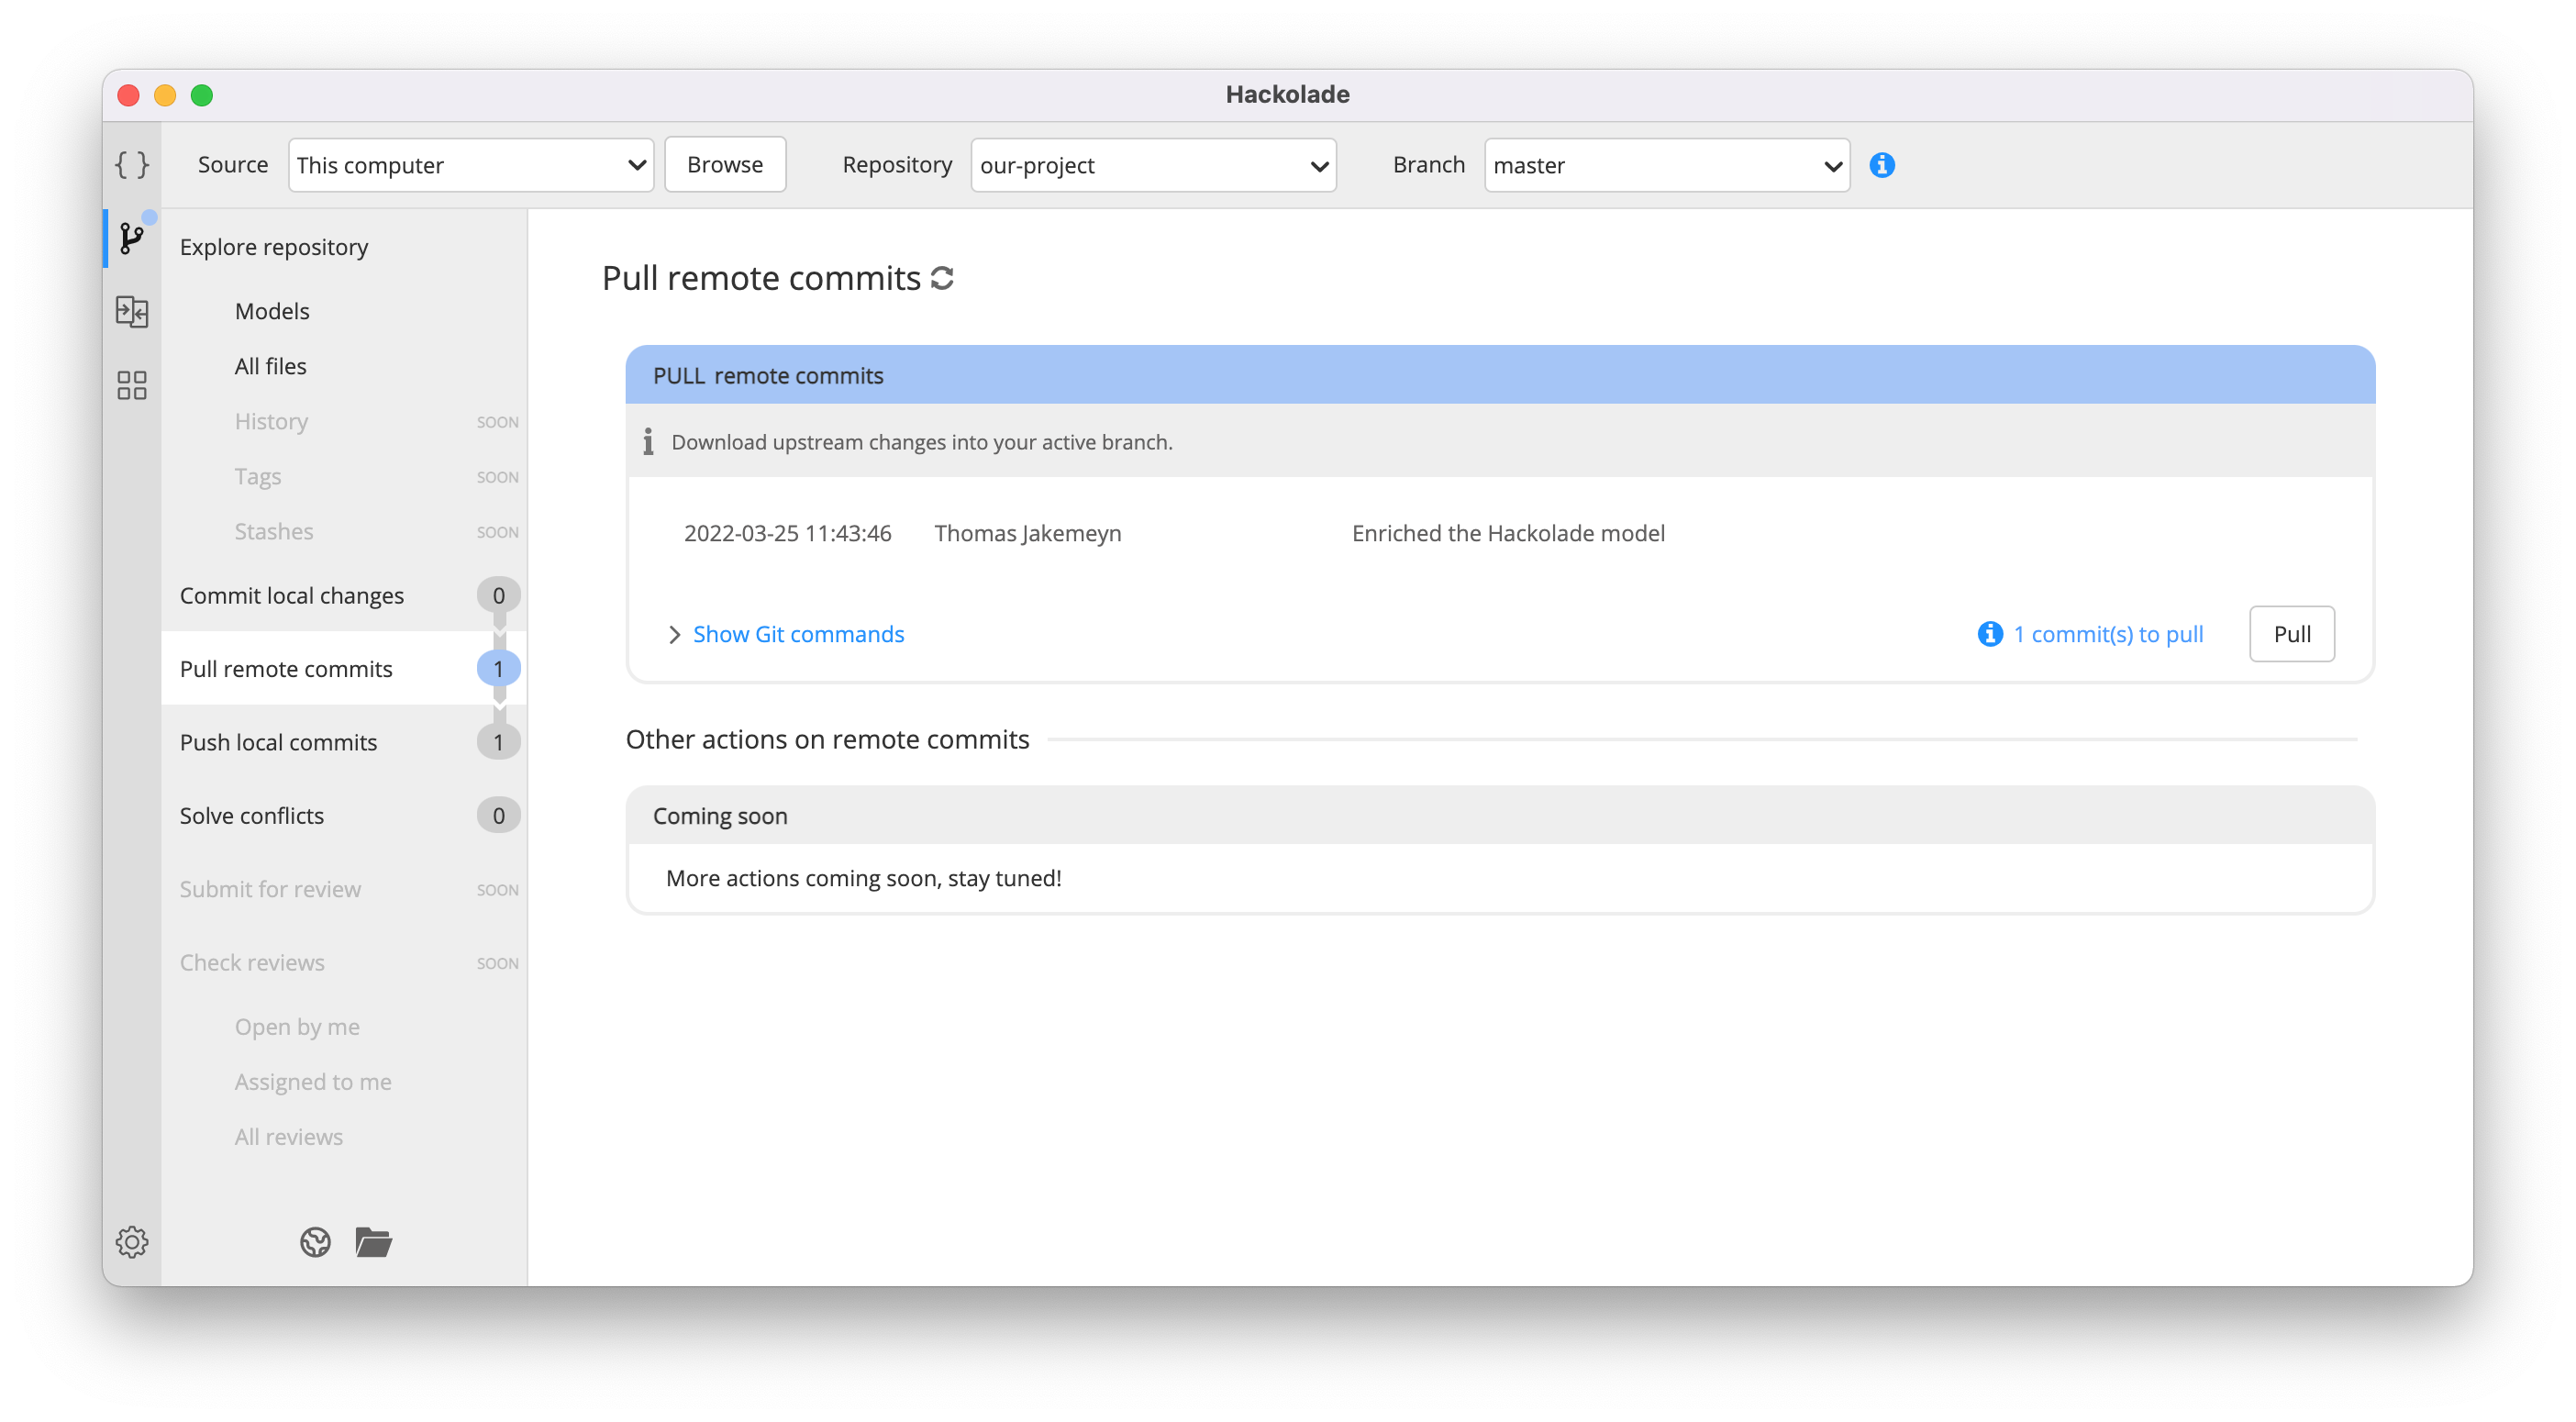 Hackolade
Source This computer Browse Repository our-project Branch master
Explore repository
Models
All files
History SOON
Tags SOON
Stashes SOON
Commit local changes 0
Pull remote commits 1
Push local commits 1
Solve conflicts 0
Submit for review SOON
Check reviews SOON
Open by me
Assigned to me
All reviews
Pull remote commits
PULL remote commits
Download upstream changes into your active branch.
2022-03-25 11:43:46 Thomas Jakemeyn Enriched the Hackolade model
Show Git commands 1 commit(s) to pull Pull
Other actions on remote commits
Coming soon
More actions coming soon, stay tuned!